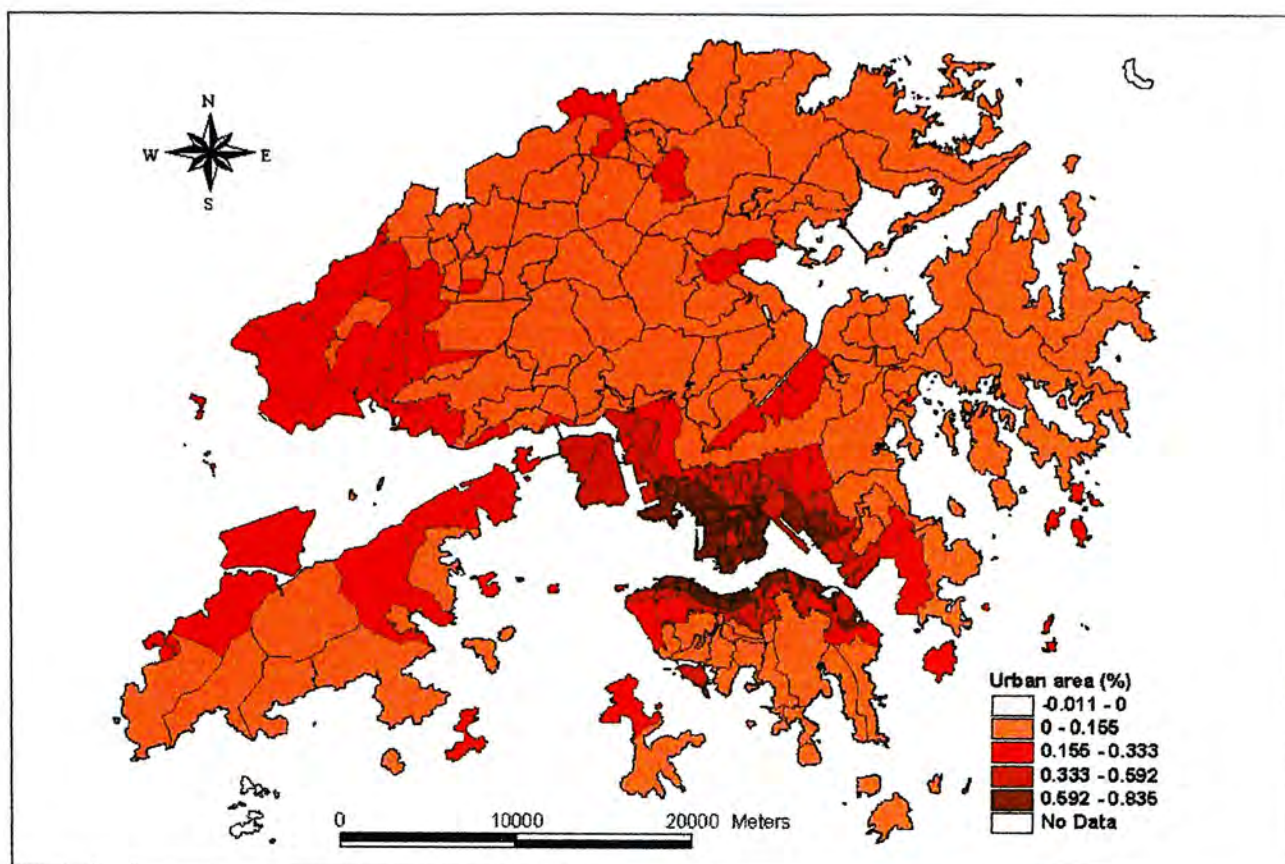 N
W E
S
Urban area (%)
-0.011 - 0
0 - 0.155
0.155 - 0.333
0.333 - 0.592
0.592 - 0.835
No Data
0 10000 20000 Meters